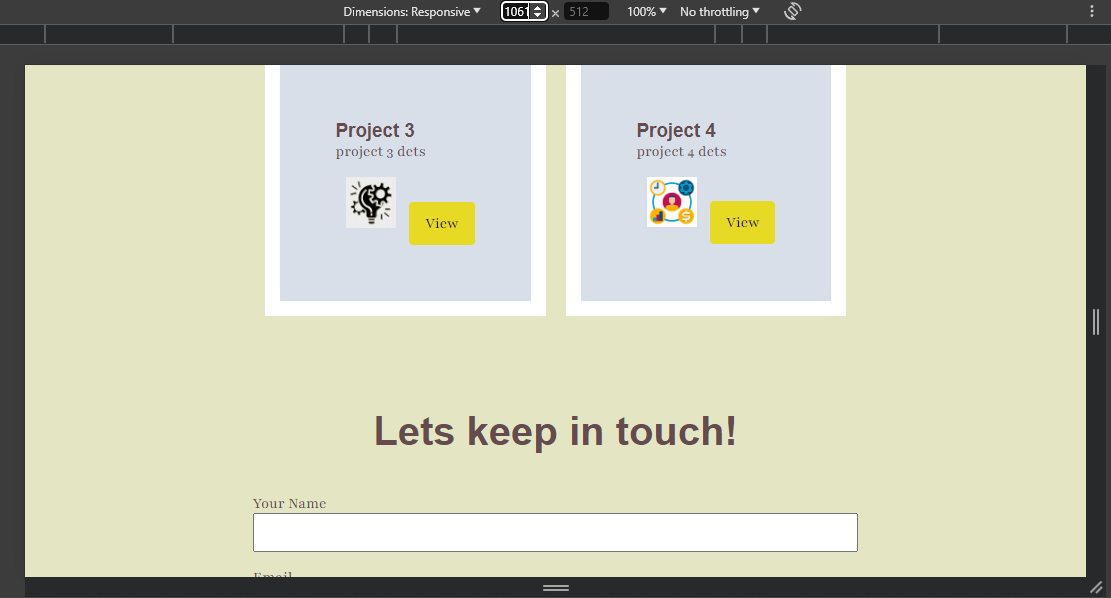 Dimensions: Responsive 1061 × 512 100% No throttling
Project 3 Project 4
project 3 dets project 4 dets
View View
Lets keep in touch!
Your Name
Email